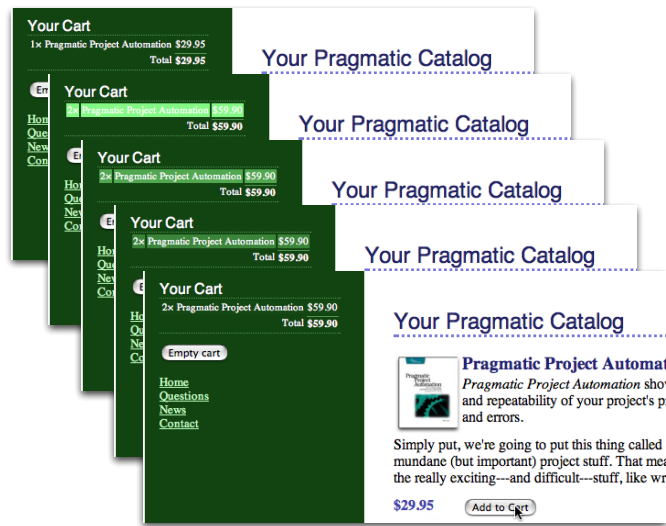 Your Cart
1× Pragmatic Project Automation $29.95
Total $29.95
Your Pragmatic Catalog
Your Cart
2× Pragmatic Project Automation $59.90
Total $59.90
Your Pragmatic Catalog
Your Cart
2× Pragmatic Project Automation $59.90
Total $59.90
Your Pragmatic Catalog
Your Cart
2× Pragmatic Project Automation $59.90
Total $59.90
Your Pragmatic Catalog
Your Cart
2× Pragmatic Project Automation $59.90
Total $59.90
Empty cart
Home
Questions
News
Contact
Your Pragmatic Catalog
Pragmatic Project Automat
Pragmatic
Project
Automation
Pragmatic Project Automation show
and repeatability of your project's p
and errors.
Simply put, we're going to put this thing called
mundane (but important) project stuff. That mea
the really exciting---and difficult---stuff, like wr
$29.95
Add to Cart